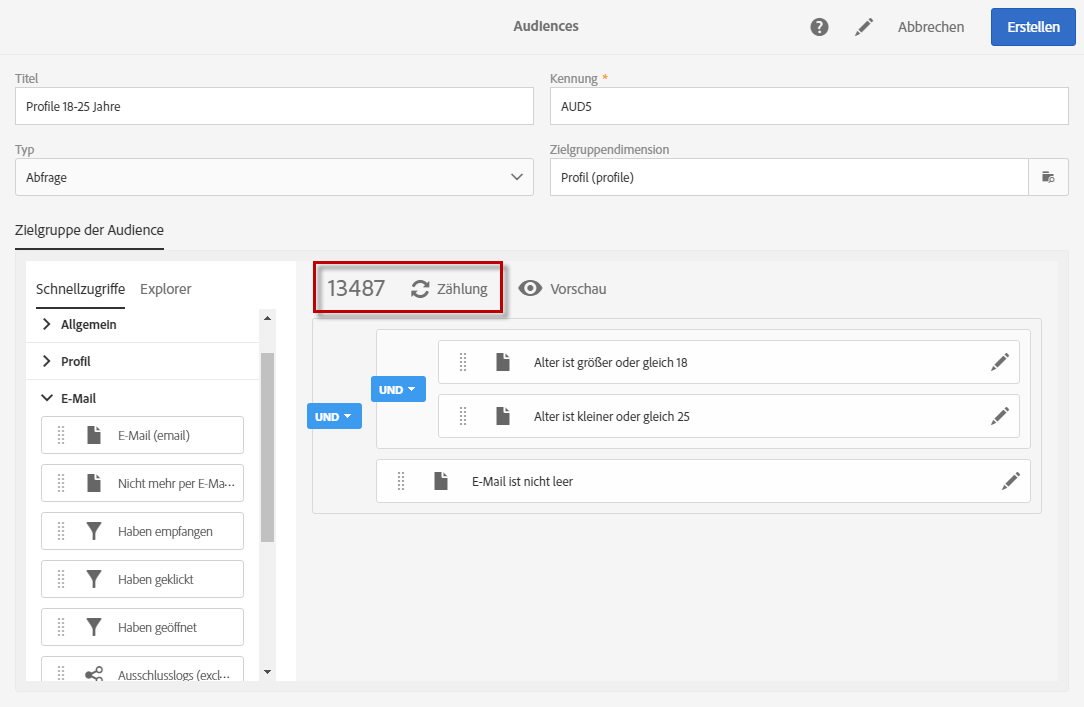 Audiences
?
Abbrechen
Erstellen
Titel
Kennung *
Profile 18-25 Jahre
AUD5
Typ
Zielgruppendimension
Abfrage
Profil (profile)
Zielgruppe der Audience
Schnellzugriffe
Explorer
13487
Zählung
Vorschau
Allgemein
Profil
E-Mail
E-Mail (email)
Nicht mehr per E-Ma...
Haben empfangen
Haben geklickt
Haben geöffnet
Ausschlusslogs (excl...
UND
UND
Alter ist größer oder gleich 18
Alter ist kleiner oder gleich 25
E-Mail ist nicht leer